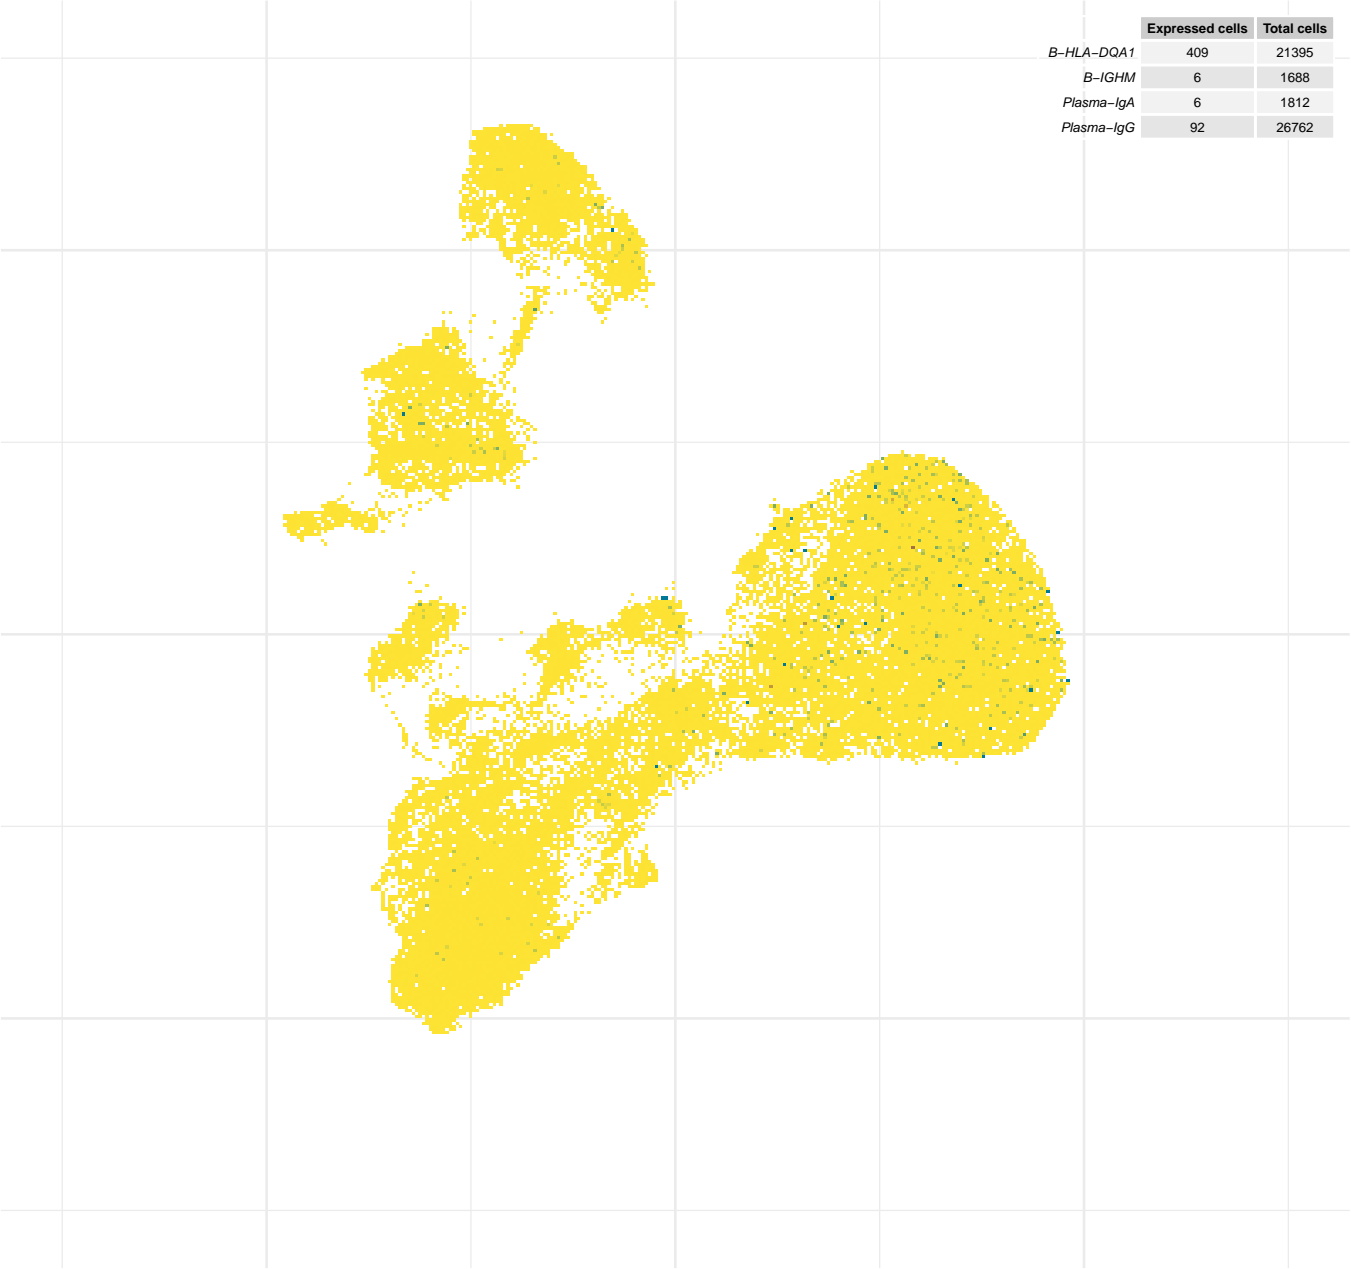 Expressed cells Total cells
B−HLA−DQA1 409 21395
B−IGHM 6 1688
Plasma−IgA 6 1812
Plasma−IgG 92 26762